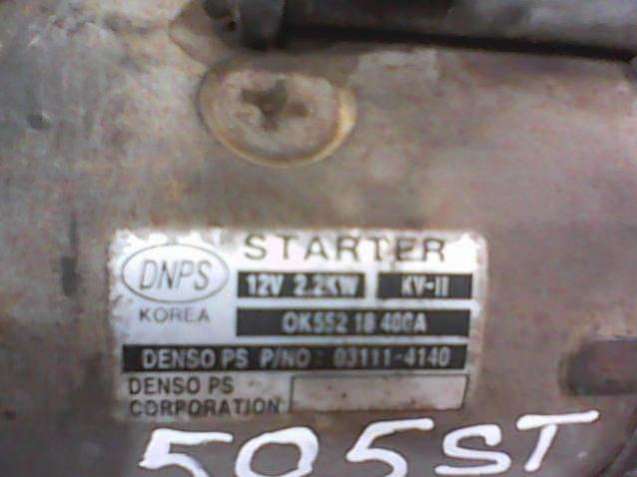 STARTER
DNPS
12V 2.2KW KV-II
KOREA
OK552 18 400A
DENSO PS P/NO : 03111-4140
DENSO PS
CORPORATION
505ST